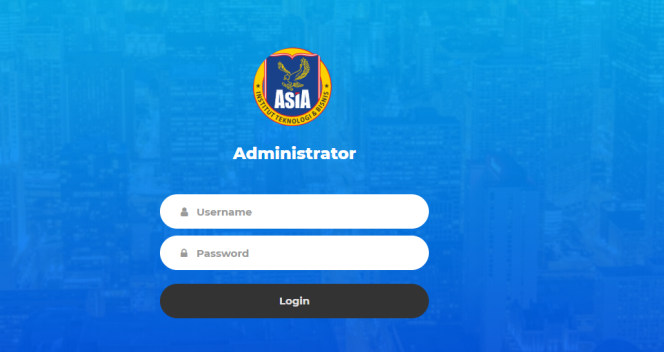 ASIA
INSTITUT TEKNOLOGI & BISNIS
Administrator
Username
Password
Login